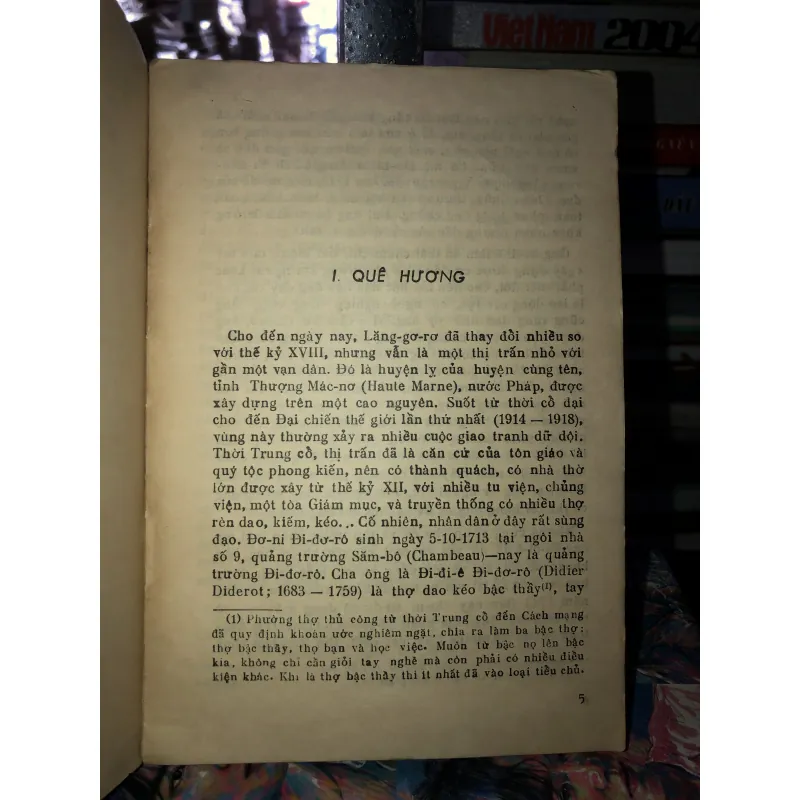 Việt Nam 2004
I. QUÊ HƯƠNG
Cho đến ngày nay, Lăng-gơ-rơ đã thay đổi nhiều so
với thế kỷ XVIII, nhưng vẫn là một thị trấn nhỏ với
gần một vạn dân. Đó là huyện lỵ của huyện cùng tên,
tỉnh Thượng Mác-nơ (Haute Marne), nước Pháp, được
xây dựng trên một cao nguyên. Suốt từ thời cổ đại
cho đến Đại chiến thế giới lần thứ nhất (1914 — 1918),
vùng này thường xảy ra nhiều cuộc giao tranh dữ dội.
Thời Trung cổ, thị trấn đã là căn cứ của tôn giáo và
quý tộc phong kiến, nên có thành quách, có nhà thờ
lớn được xây từ thế kỷ XII, với nhiều tu viện, chủng
viện, một tòa Giám mục, và truyền thống có nhiều thợ
rèn dao, kiếm, kéo... Cố nhiên, nhân dân ở đây rất sùng
đạo. Đơ-ni Đi-đơ-rô sinh ngày 5-10-1713 tại ngôi nhà
số 9, quảng trường Săm-bô (Chambeau)—nay là quảng
trường Đi-đơ-rô. Cha ông là Đi-đi-ê Đi-đơ-rô (Didier
Diderot; 1683 — 1759) là thợ dao kéo bậc thầy(1), tay
(1) Phường thợ thủ công từ thời Trung cổ đến Cách mạng
đã quy định khoán ước nghiêm ngặt, chia ra làm ba bậc thợ:
thợ bậc thầy, thợ bạn và học việc. Muốn từ bậc nọ lên bậc
kia, không chỉ cần giỏi tay nghề mà còn phải có nhiều điều
kiện khác. Khi là thợ bậc thầy thì ít nhất đã vào loại tiểu chủ.
5